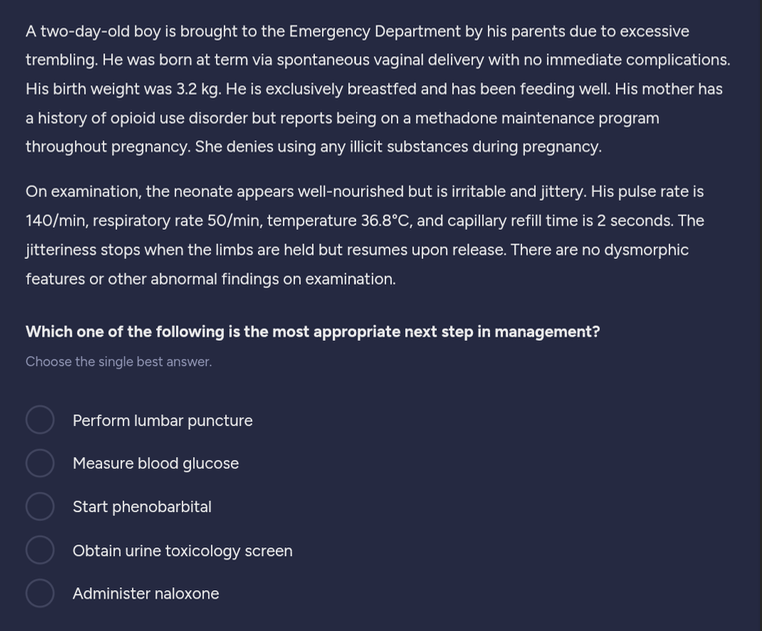 A two-day-old boy is brought to the Emergency Department by his parents due to excessive
trembling. He was born at term via spontaneous vaginal delivery with no immediate complications.
His birth weight was 3.2 kg. He is exclusively breastfed and has been feeding well. His mother has
a history of opioid use disorder but reports being on a methadone maintenance program
throughout pregnancy. She denies using any illicit substances during pregnancy.
On examination, the neonate appears well-nourished but is irritable and jittery. His pulse rate is
140/min, respiratory rate 50/min, temperature 36.8°C, and capillary refill time is 2 seconds. The
jitteriness stops when the limbs are held but resumes upon release. There are no dysmorphic
features or other abnormal findings on examination.
Which one of the following is the most appropriate next step in management?
Choose the single best answer.
Perform lumbar puncture
Measure blood glucose
Start phenobarbital
Obtain urine toxicology screen
Administer naloxone